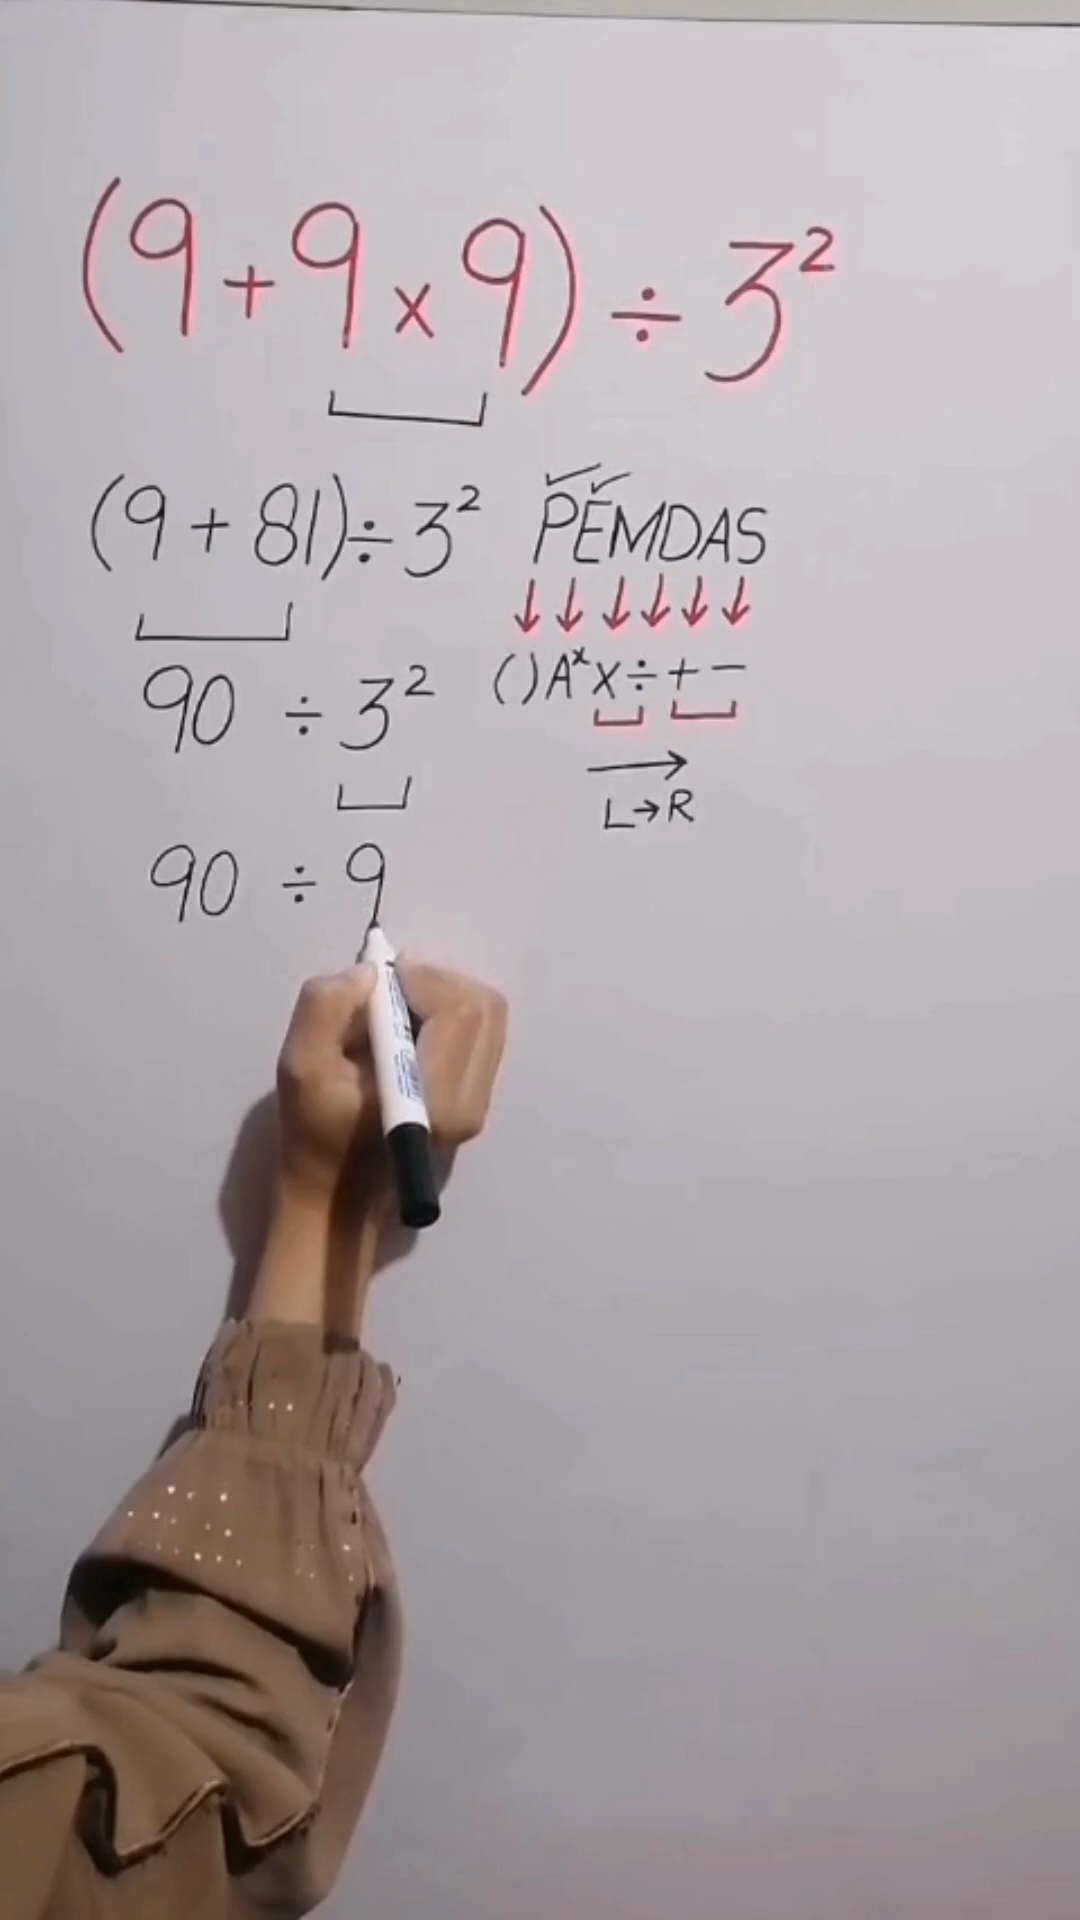 (9+9×9)÷3²
(9+81)÷3²
90 ÷ 3²
90 ÷ 9
PEMDAS
↓↓↓↓↓↓
()Aˣ×÷+−
→
L→R